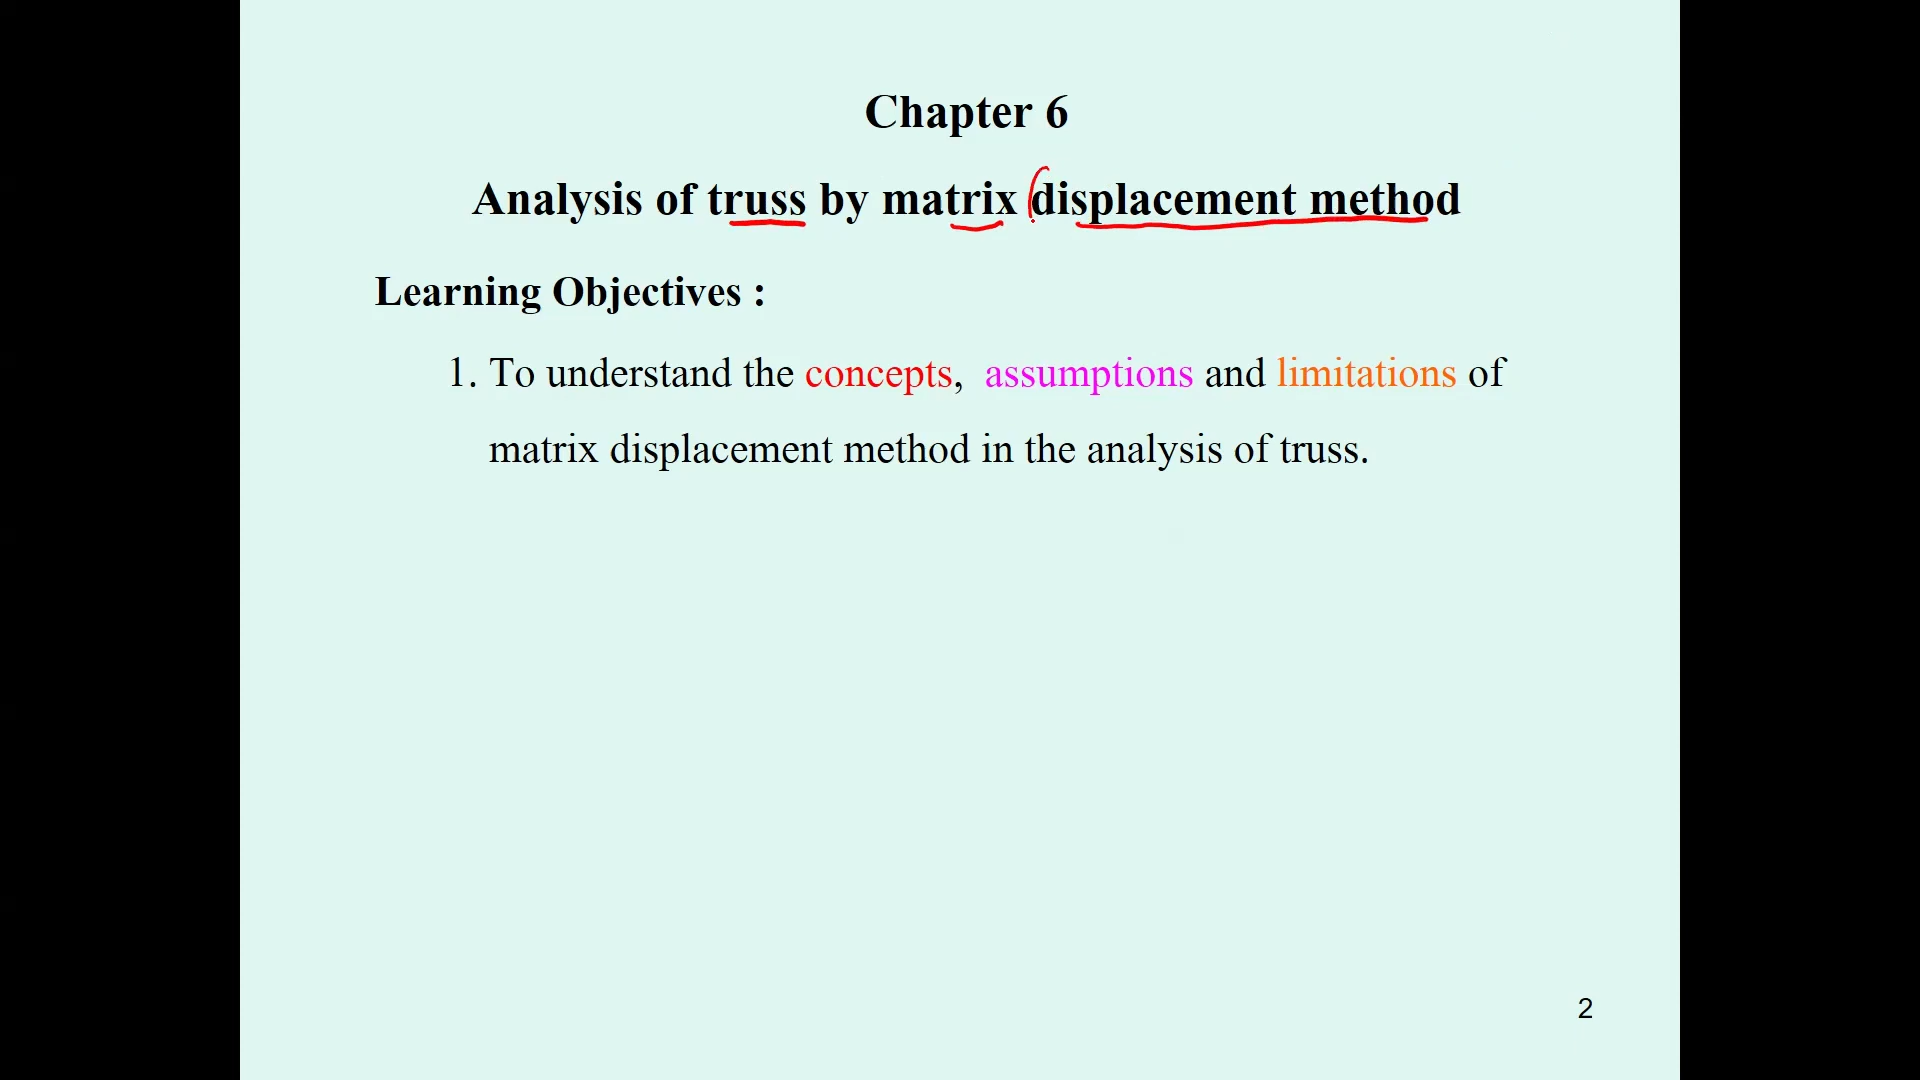 Chapter 6
Analysis of truss by matrix displacement method
Learning Objectives :
1. To understand the concepts, assumptions and limitations of
matrix displacement method in the analysis of truss.
2